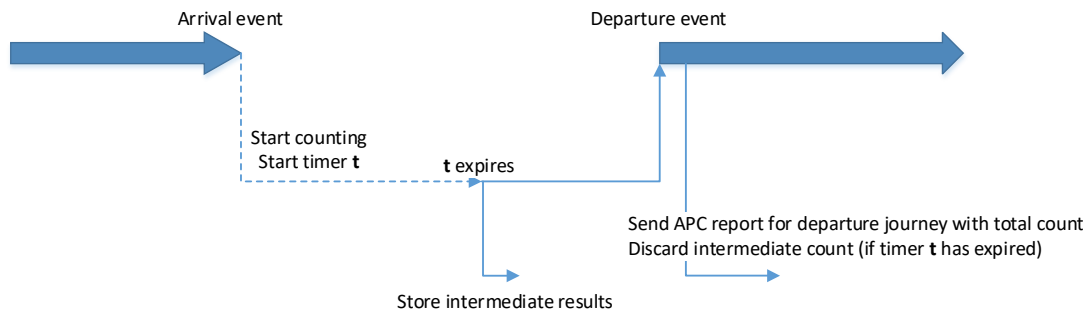 Arrival event
Departure event
Start counting
Start timer t
t expires
Send APC report for departure journey with total count
Discard intermediate count (if timer t has expired)
Store intermediate results